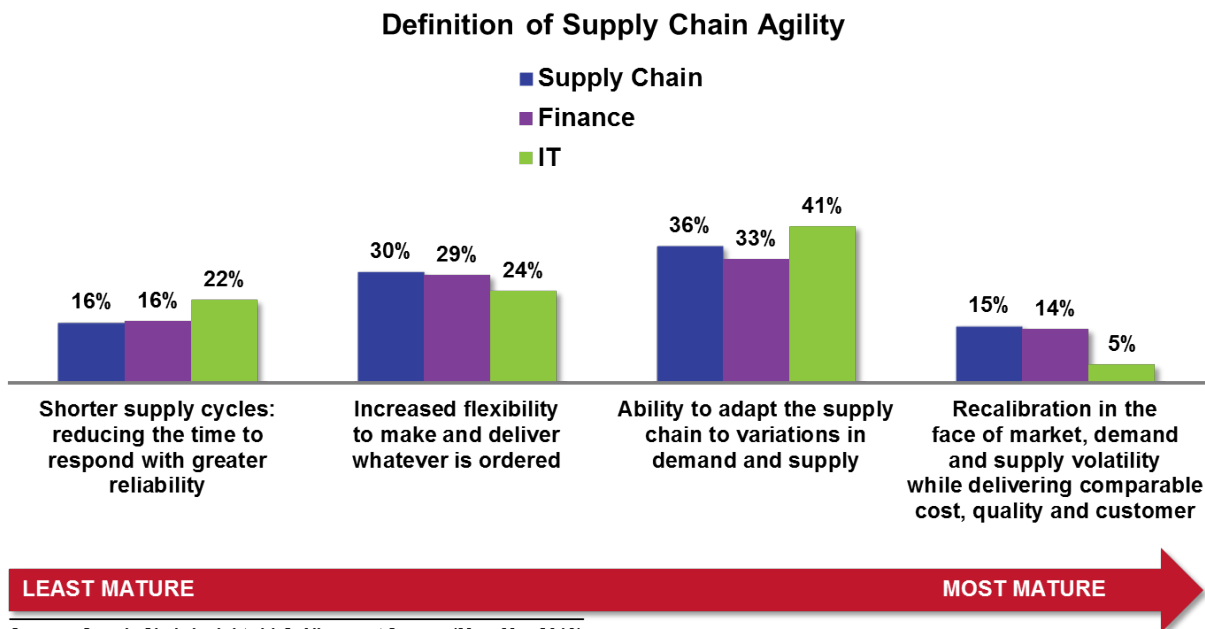 Definition of Supply Chain Agility
Supply Chain
Finance
IT
16%
16%
22%
30%
29%
24%
36%
33%
41%
15%
14%
5%
Shorter supply cycles:
reducing the time to
respond with greater
reliability
Increased flexibility
to make and deliver
whatever is ordered
Ability to adapt the supply
chain to variations in
demand and supply
Recalibration in the
face of market, demand
and supply volatility
while delivering comparable
cost, quality and customer
LEAST MATURE
MOST MATURE